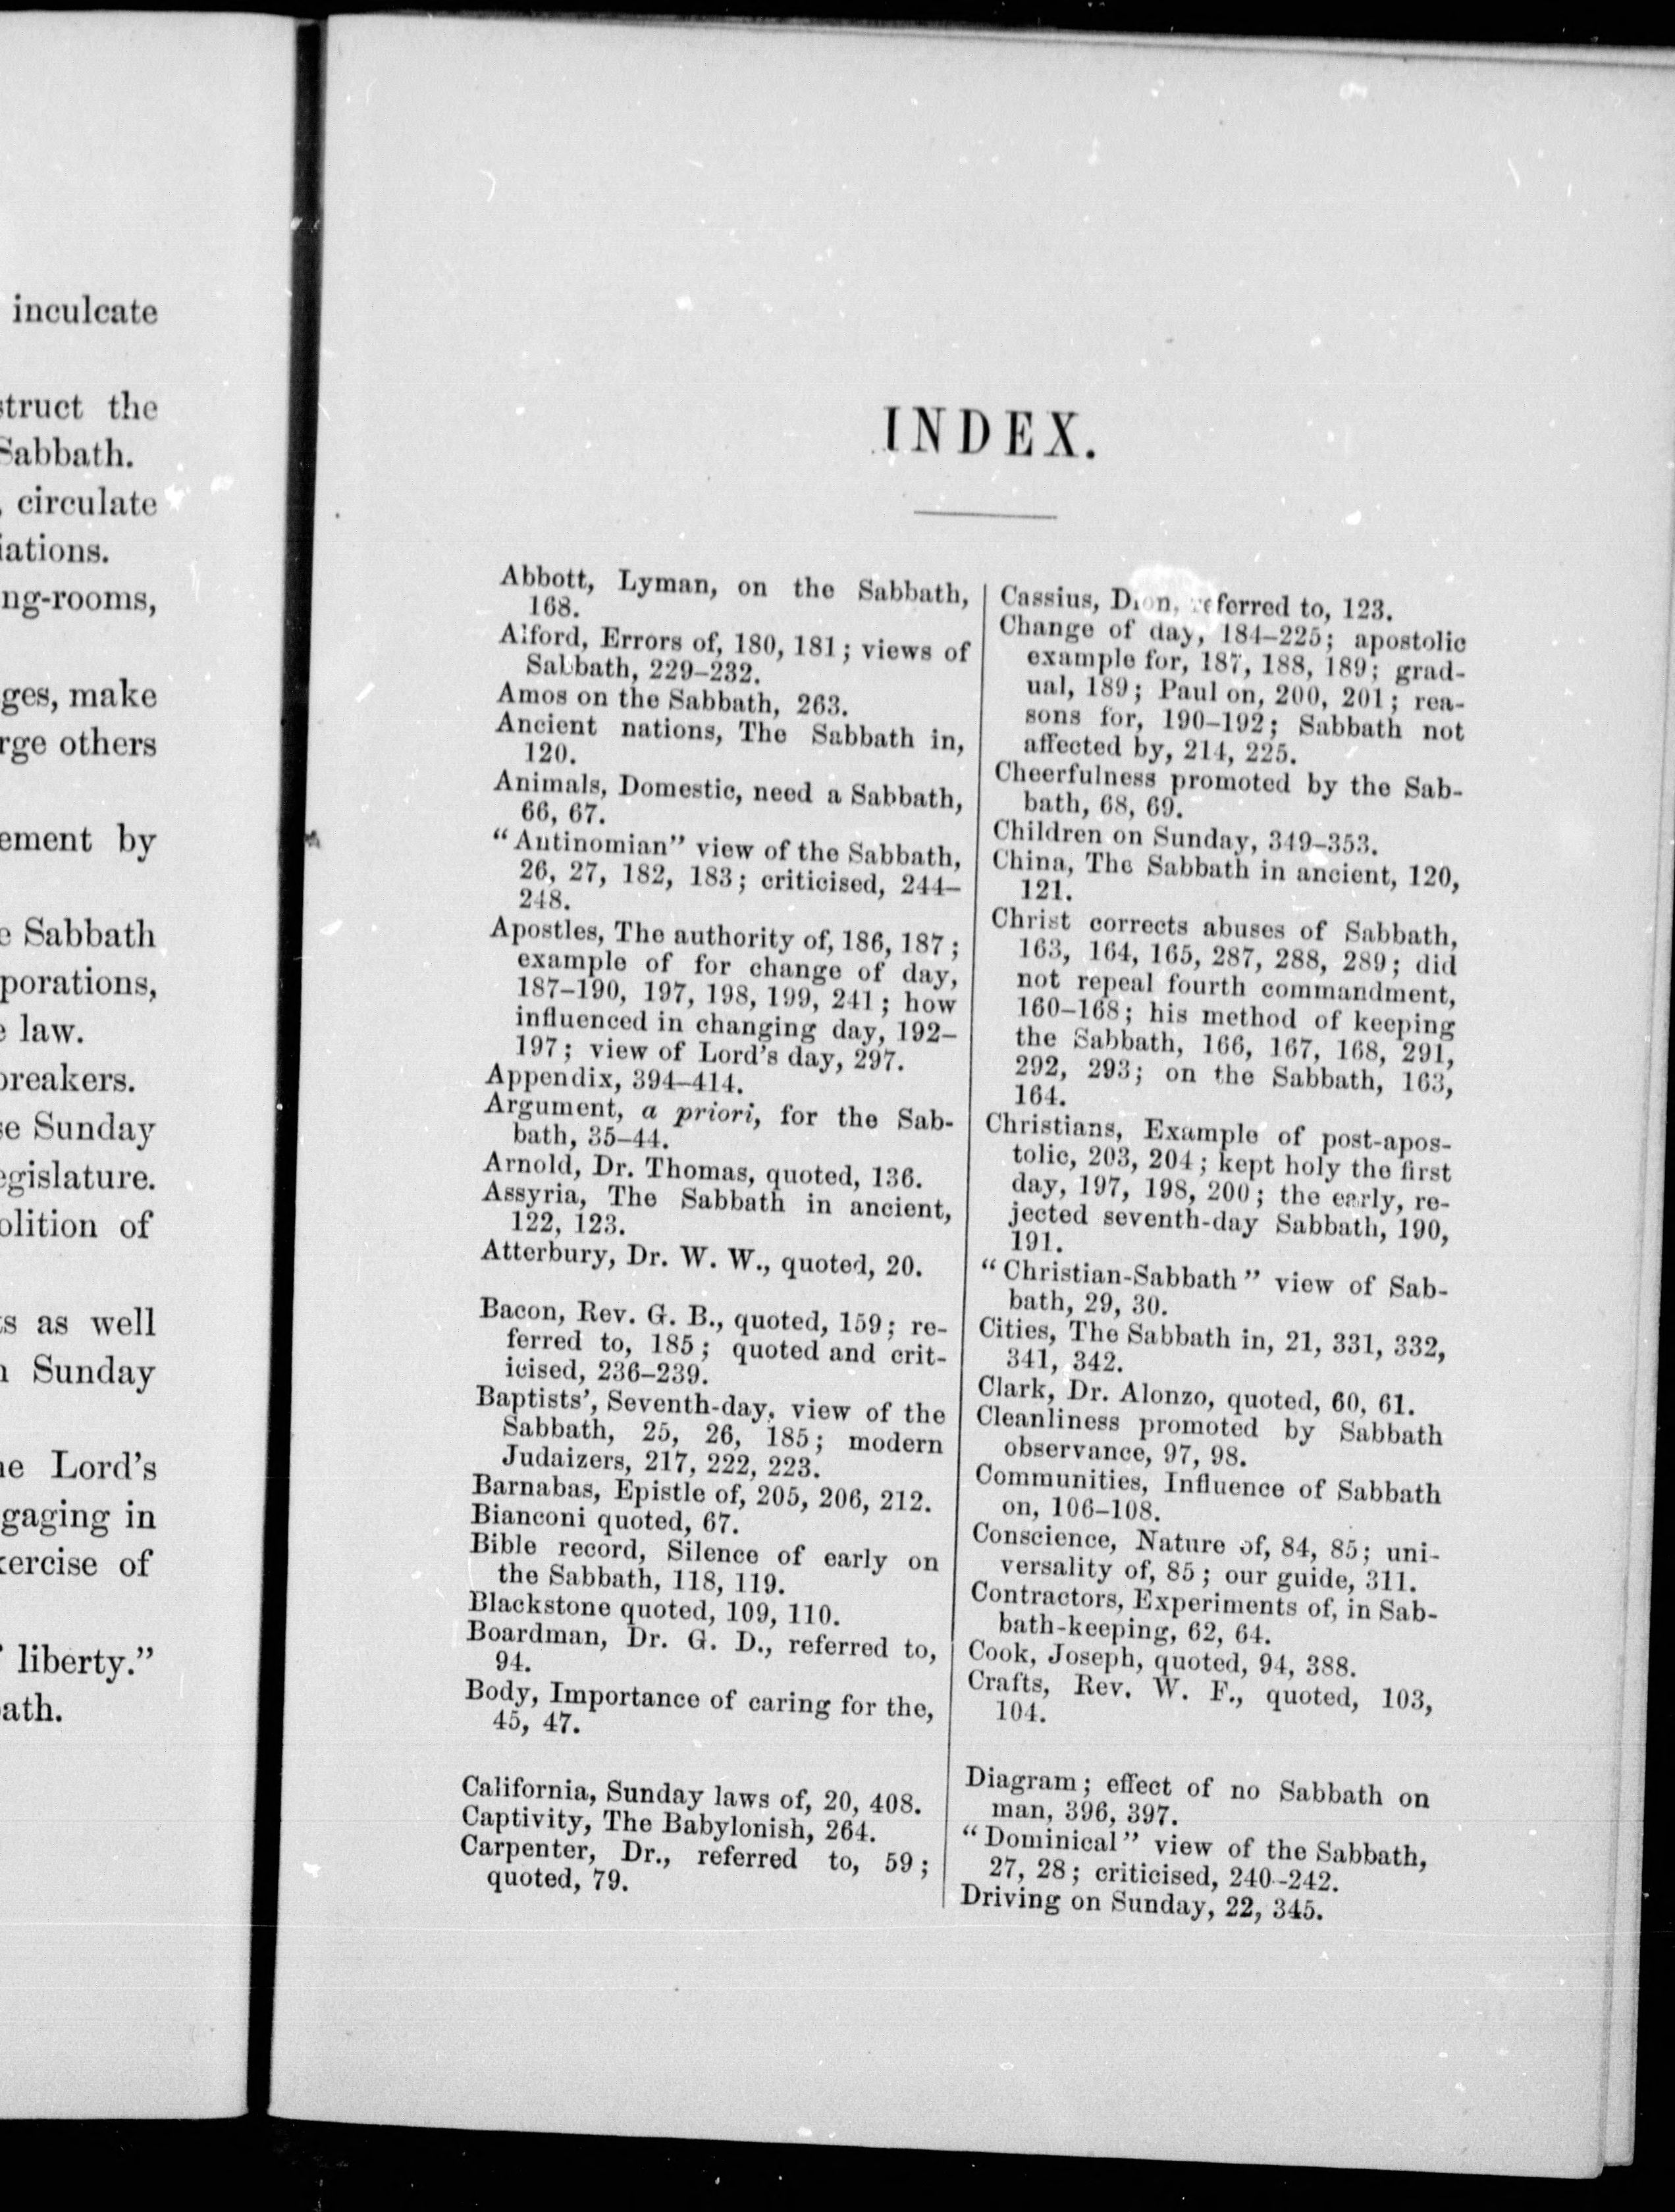 inculcate
struct the
Sabbath.
, circulate
iations.
ng-rooms,
ges, make
rge others
ement by
e Sabbath
porations,
e law.
breakers.
se Sunday
egislature.
olition of
ts as well
n Sunday
he Lord's
gaging in
ercise of
liberty."
ath.
INDEX.
Abbott, Lyman, on the Sabbath,
168.
Alford, Errors of, 180, 181; views of
Sabbath, 229–232.
Amos on the Sabbath, 263.
Ancient nations, The Sabbath in,
120.
Animals, Domestic, need a Sabbath,
66, 67.
"Antinomian" view of the Sabbath,
26, 27, 182, 183; criticised, 244–
248.
Apostles, The authority of, 186, 187;
example of for change of day,
187–190, 197, 198, 199, 241; how
influenced in changing day, 192–
197; view of Lord's day, 297.
Appendix, 394–414.
Argument, a priori, for the Sab-
bath, 35–44.
Arnold, Dr. Thomas, quoted, 136.
Assyria, The Sabbath in ancient,
122, 123.
Atterbury, Dr. W. W., quoted, 20.
Bacon, Rev. G. B., quoted, 159; re-
ferred to, 185; quoted and crit-
icised, 236–239.
Baptists', Seventh-day, view of the
Sabbath, 25, 26, 185; modern
Judaizers, 217, 222, 223.
Barnabas, Epistle of, 205, 206, 212.
Bianconi quoted, 67.
Bible record, Silence of early on
the Sabbath, 118, 119.
Blackstone quoted, 109, 110.
Boardman, Dr. G. D., referred to,
94.
Body, Importance of caring for the,
45, 47.
California, Sunday laws of, 20, 408.
Captivity, The Babylonish, 264.
Carpenter, Dr., referred to, 59;
quoted, 79.
Cassius, Dion, referred to, 123.
Change of day, 184–225; apostolic
example for, 187, 188, 189; grad-
ual, 189; Paul on, 200, 201; rea-
sons for, 190–192; Sabbath not
affected by, 214, 225.
Cheerfulness promoted by the Sab-
bath, 68, 69.
Children on Sunday, 349–353.
China, The Sabbath in ancient, 120,
121.
Christ corrects abuses of Sabbath,
163, 164, 165, 287, 288, 289; did
not repeal fourth commandment,
160–168; his method of keeping
the Sabbath, 166, 167, 168, 291,
292, 293; on the Sabbath, 163,
164.
Christians, Example of post-apos-
tolic, 203, 204; kept holy the first
day, 197, 198, 200; the early, re-
jected seventh-day Sabbath, 190,
191.
"Christian-Sabbath" view of Sab-
bath, 29, 30.
Cities, The Sabbath in, 21, 331, 332,
341, 342.
Clark, Dr. Alonzo, quoted, 60, 61.
Cleanliness promoted by Sabbath
observance, 97, 98.
Communities, Influence of Sabbath
on, 106–108.
Conscience, Nature of, 84, 85; uni-
versality of, 85; our guide, 311.
Contractors, Experiments of, in Sab-
bath-keeping, 62, 64.
Cook, Joseph, quoted, 94, 388.
Crafts, Rev. W. F., quoted, 103,
104.
Diagram; effect of no Sabbath on
man, 396, 397.
"Dominical" view of the Sabbath,
27, 28; criticised, 240–242.
Driving on Sunday, 22, 345.